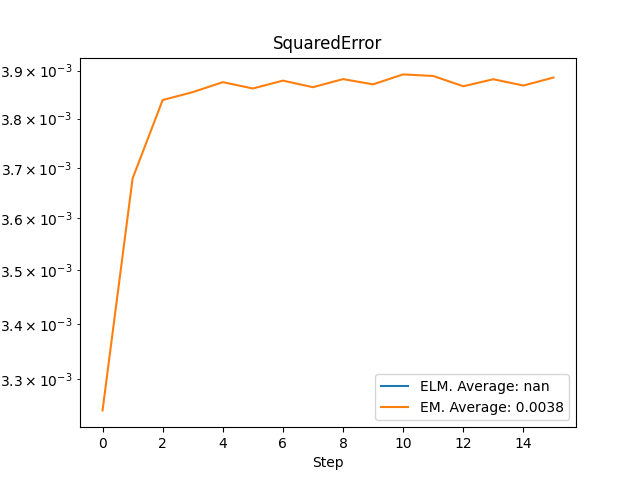 SquaredError
3.9 × 10⁻³
3.8 × 10⁻³
3.7 × 10⁻³
3.6 × 10⁻³
3.5 × 10⁻³
3.4 × 10⁻³
3.3 × 10⁻³
ELM. Average: nan
EM. Average: 0.0038
0 2 4 6 8 10 12 14
Step